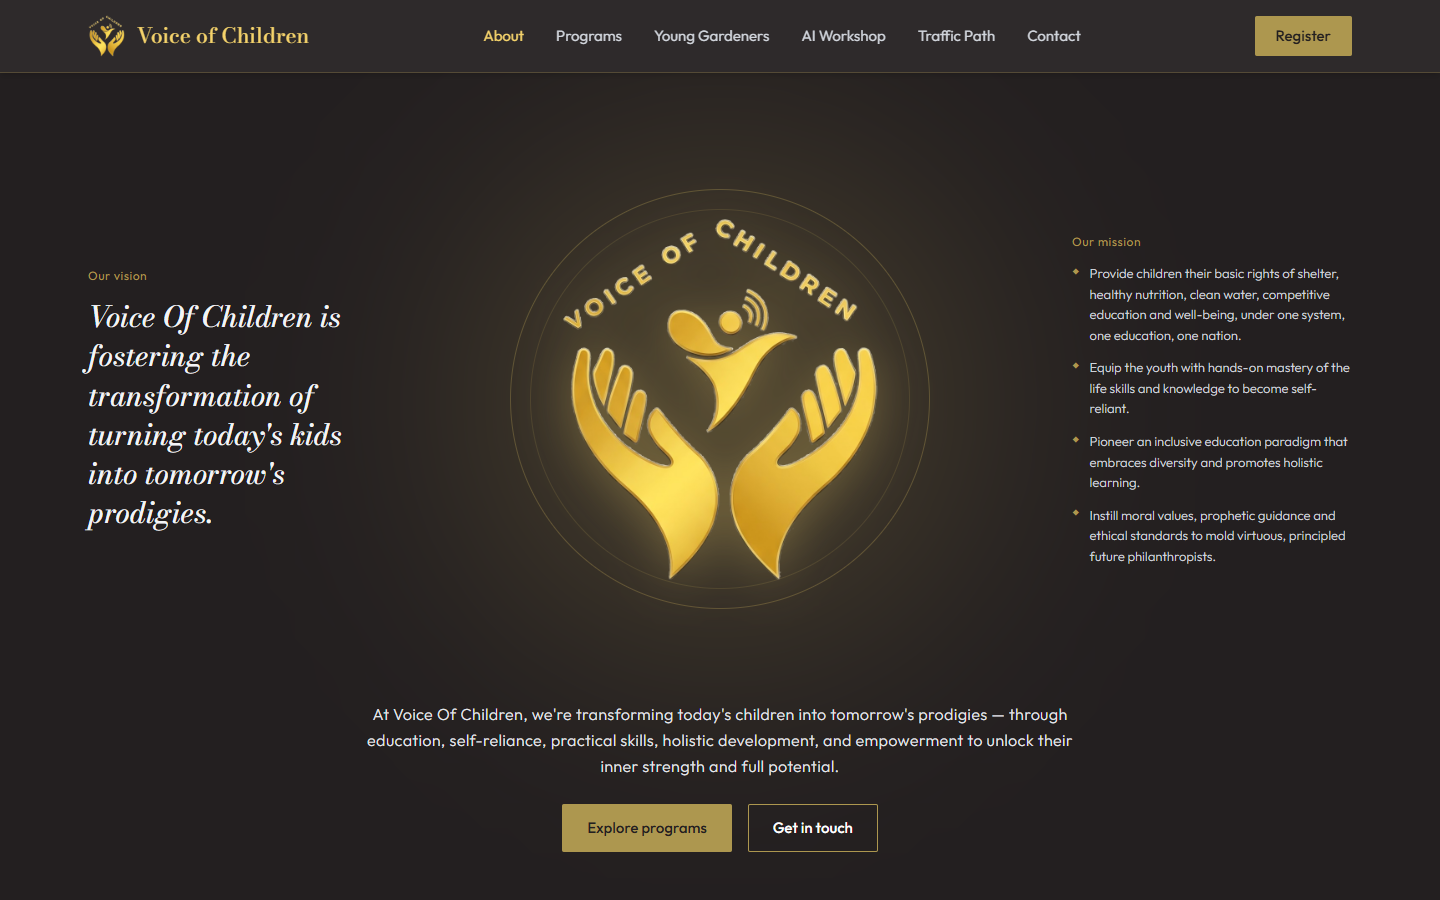 VOICE OF CHILDREN
Voice of Children
About
Programs
Young Gardeners
AI Workshop
Traffic Path
Contact
Register
Our vision
Voice Of Children is
fostering the
transformation of
turning today's kids
into tomorrow's
prodigies.
VOICE OF CHILDREN
Our mission
Provide children their basic rights of shelter,
healthy nutrition, clean water, competitive
education and well-being, under one system,
one education, one nation.
Equip the youth with hands-on mastery of the
life skills and knowledge to become self-
reliant.
Pioneer an inclusive education paradigm that
embraces diversity and promotes holistic
learning.
Instill moral values, prophetic guidance and
ethical standards to mold virtuous, principled
future philanthropists.
At Voice Of Children, we're transforming today's children into tomorrow's prodigies — through
education, self-reliance, practical skills, holistic development, and empowerment to unlock their
inner strength and full potential.
Explore programs
Get in touch